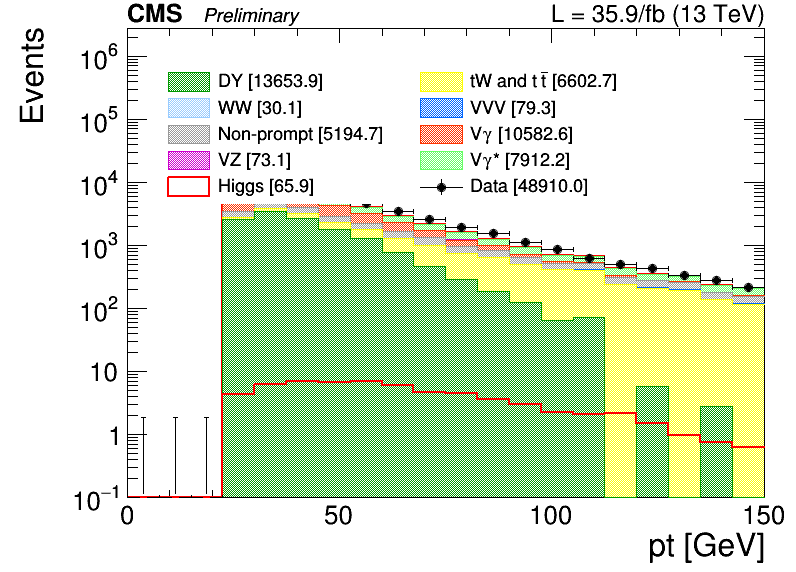 CMS Preliminary L = 35.9/fb (13 TeV)
Events
10⁶
10⁵
10⁴
10³
10²
10
1
10⁻¹
DY [13653.9]
WW [30.1]
Non-prompt [5194.7]
VZ [73.1]
Higgs [65.9]
tW and tt̅ [6602.7]
VVV [79.3]
Vγ [10582.6]
Vγ* [7912.2]
Data [48910.0]
0 50 100 150
pt [GeV]